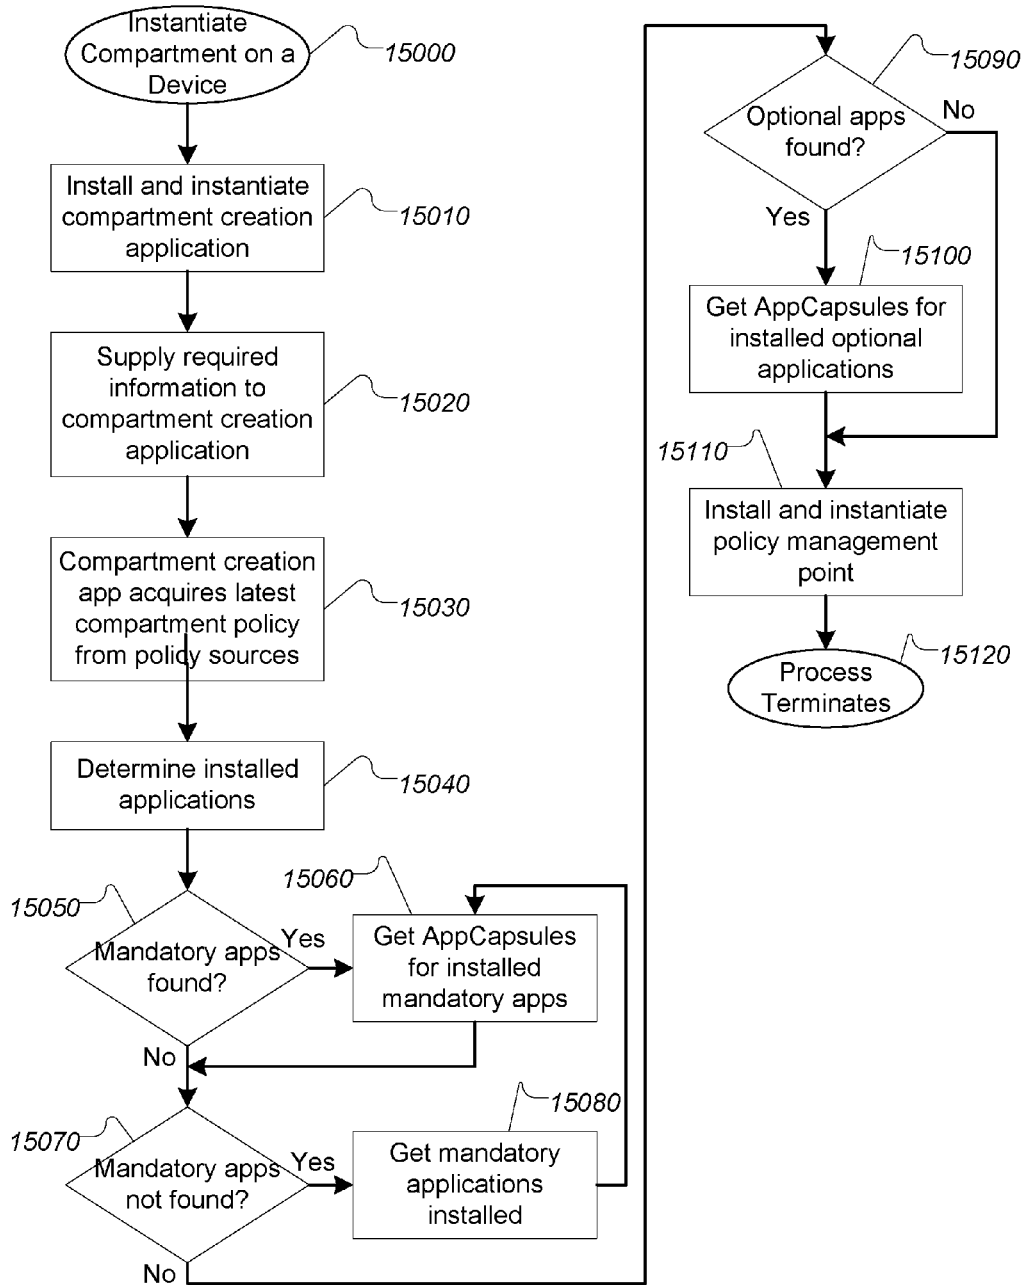 Instantiate
Compartment on a
Device
15000
Install and instantiate
compartment creation
application
15010
Supply required
information to
compartment creation
application
15020
Compartment creation
app acquires latest
compartment policy
from policy sources
15030
Determine installed
applications
15040
15050
Mandatory apps
found?
Yes
No
15060
Get AppCapsules
for installed
mandatory apps
15070
Mandatory apps
not found?
Yes
No
15080
Get mandatory
applications
installed
15090
Optional apps
found?
No
Yes
15100
Get AppCapsules for
installed optional
applications
15110
Install and instantiate
policy management
point
15120
Process
Terminates